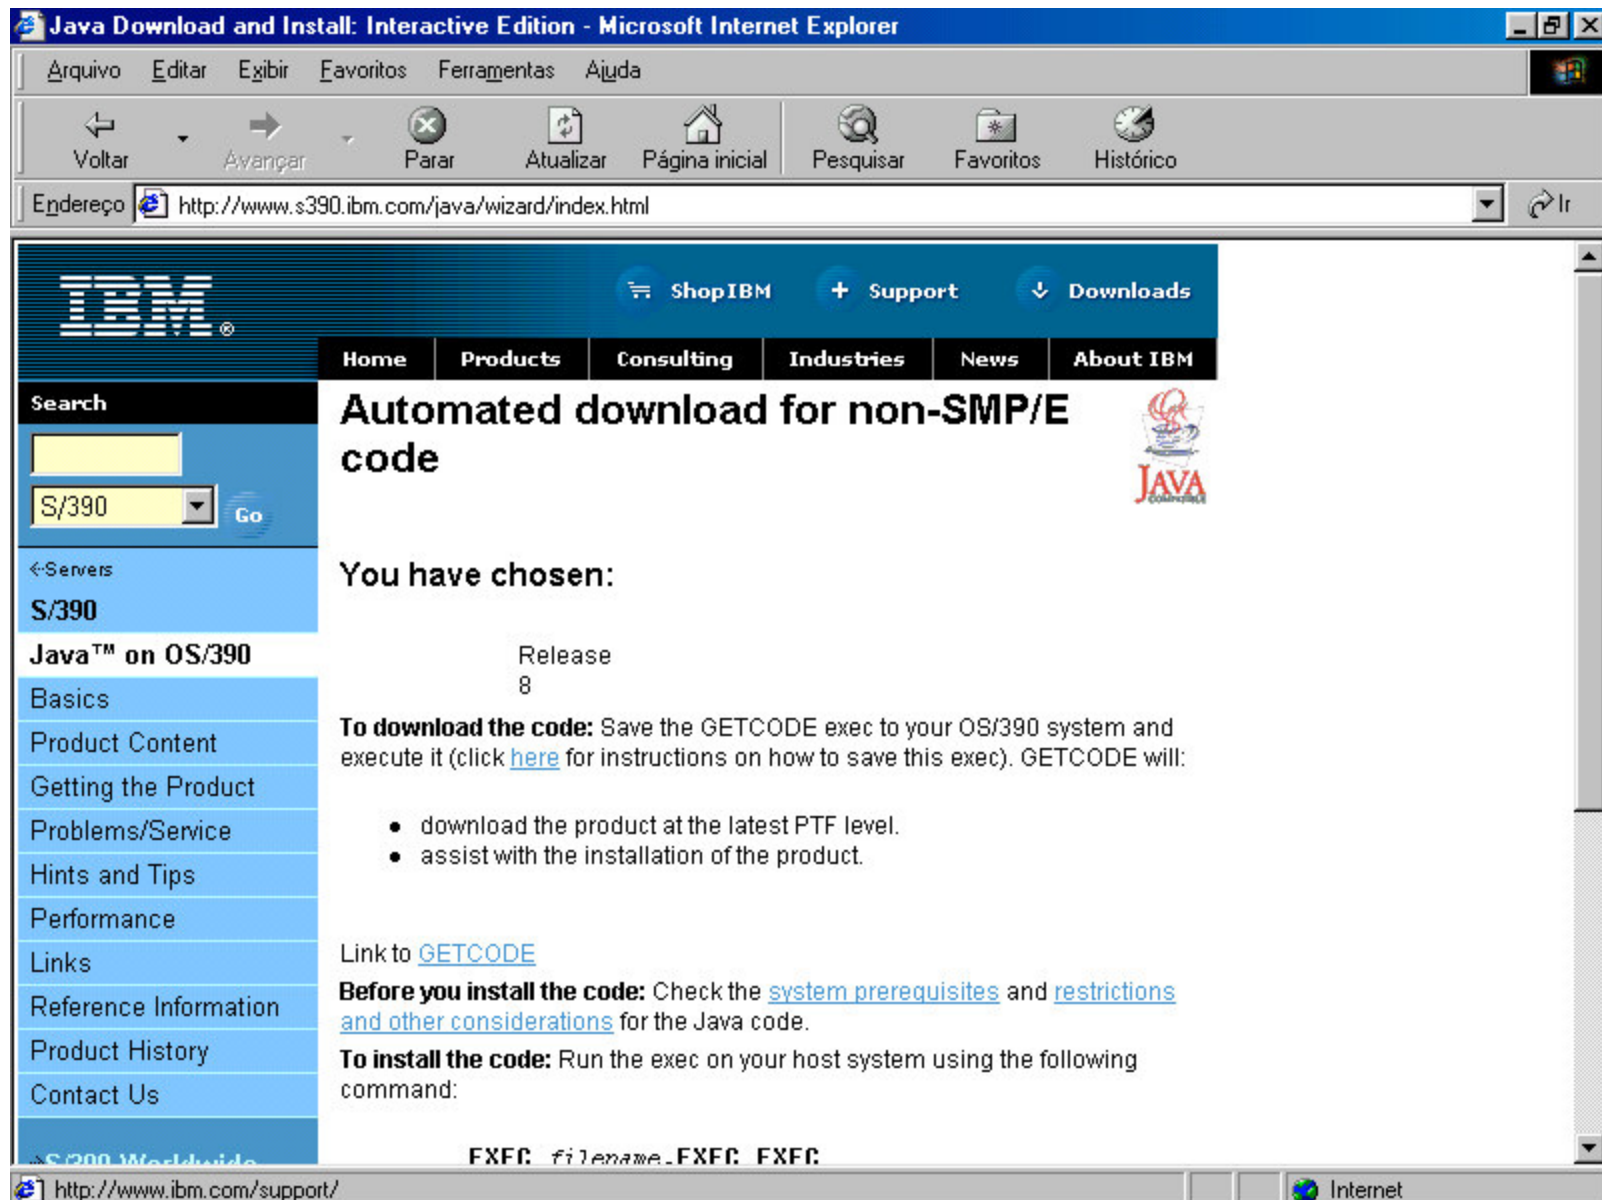 Java Download and Install: Interactive Edition - Microsoft Internet Explorer
Arquivo Editar Exibir Favoritos Ferramentas Ajuda
Voltar Avançar Parar Atualizar Página inicial Pesquisar Favoritos Histórico
Endereço http://www.s390.ibm.com/java/wizard/index.html Ir
IBM® ShopIBM + Support Downloads
Home Products Consulting Industries News About IBM
Search
S/390 Go
Servers
S/390
Java™ on OS/390
Basics
Product Content
Getting the Product
Problems/Service
Hints and Tips
Performance
Links
Reference Information
Product History
Contact Us
S/390 Worldwide
Automated download for non-SMP/E
code
JAVA
COMPATIBLE
You have chosen:
Release
8
To download the code: Save the GETCODE exec to your OS/390 system and
execute it (click here for instructions on how to save this exec). GETCODE will:
• download the product at the latest PTF level.
• assist with the installation of the product.
Link to GETCODE
Before you install the code: Check the system prerequisites and restrictions
and other considerations for the Java code.
To install the code: Run the exec on your host system using the following
command:
EXEC filename.EXEC EXEC
http://www.ibm.com/support/ Internet